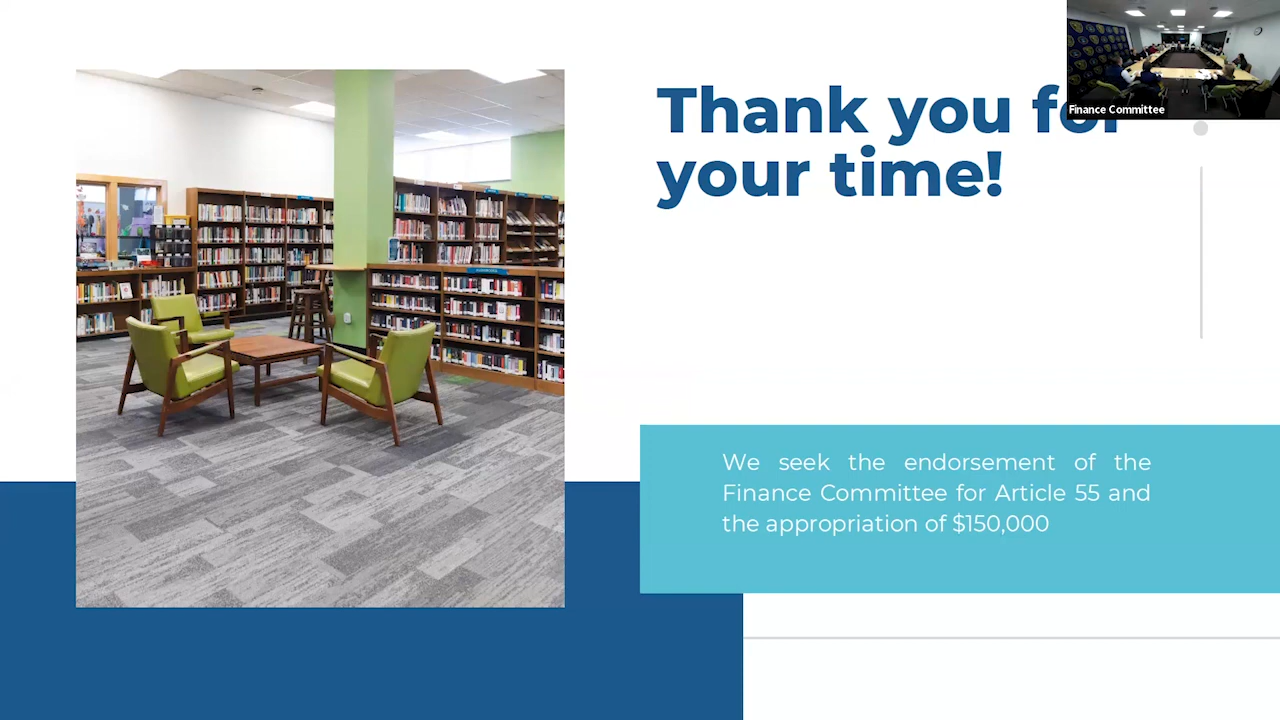 Thank you for
your time!
Finance Committee
We seek the endorsement of the
Finance Committee for Article 55 and
the appropriation of $150,000